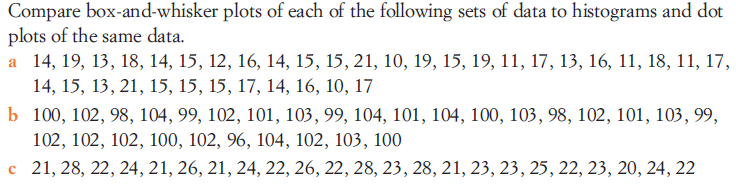 Compare box-and-whisker plots of each of the following sets of data to histograms and dot
plots of the same data.
a 14, 19, 13, 18, 14, 15, 12, 16, 14, 15, 15, 21, 10, 19, 15, 19, 11, 17, 13, 16, 11, 18, 11, 17,
14, 15, 13, 21, 15, 15, 15, 17, 14, 16, 10, 17
b 100, 102, 98, 104, 99, 102, 101, 103, 99, 104, 101, 104, 100, 103, 98, 102, 101, 103, 99,
102, 102, 102, 100, 102, 96, 104, 102, 103, 100
c 21, 28, 22, 24, 21, 26, 21, 24, 22, 26, 22, 28, 23, 28, 21, 23, 23, 25, 22, 23, 20, 24, 22